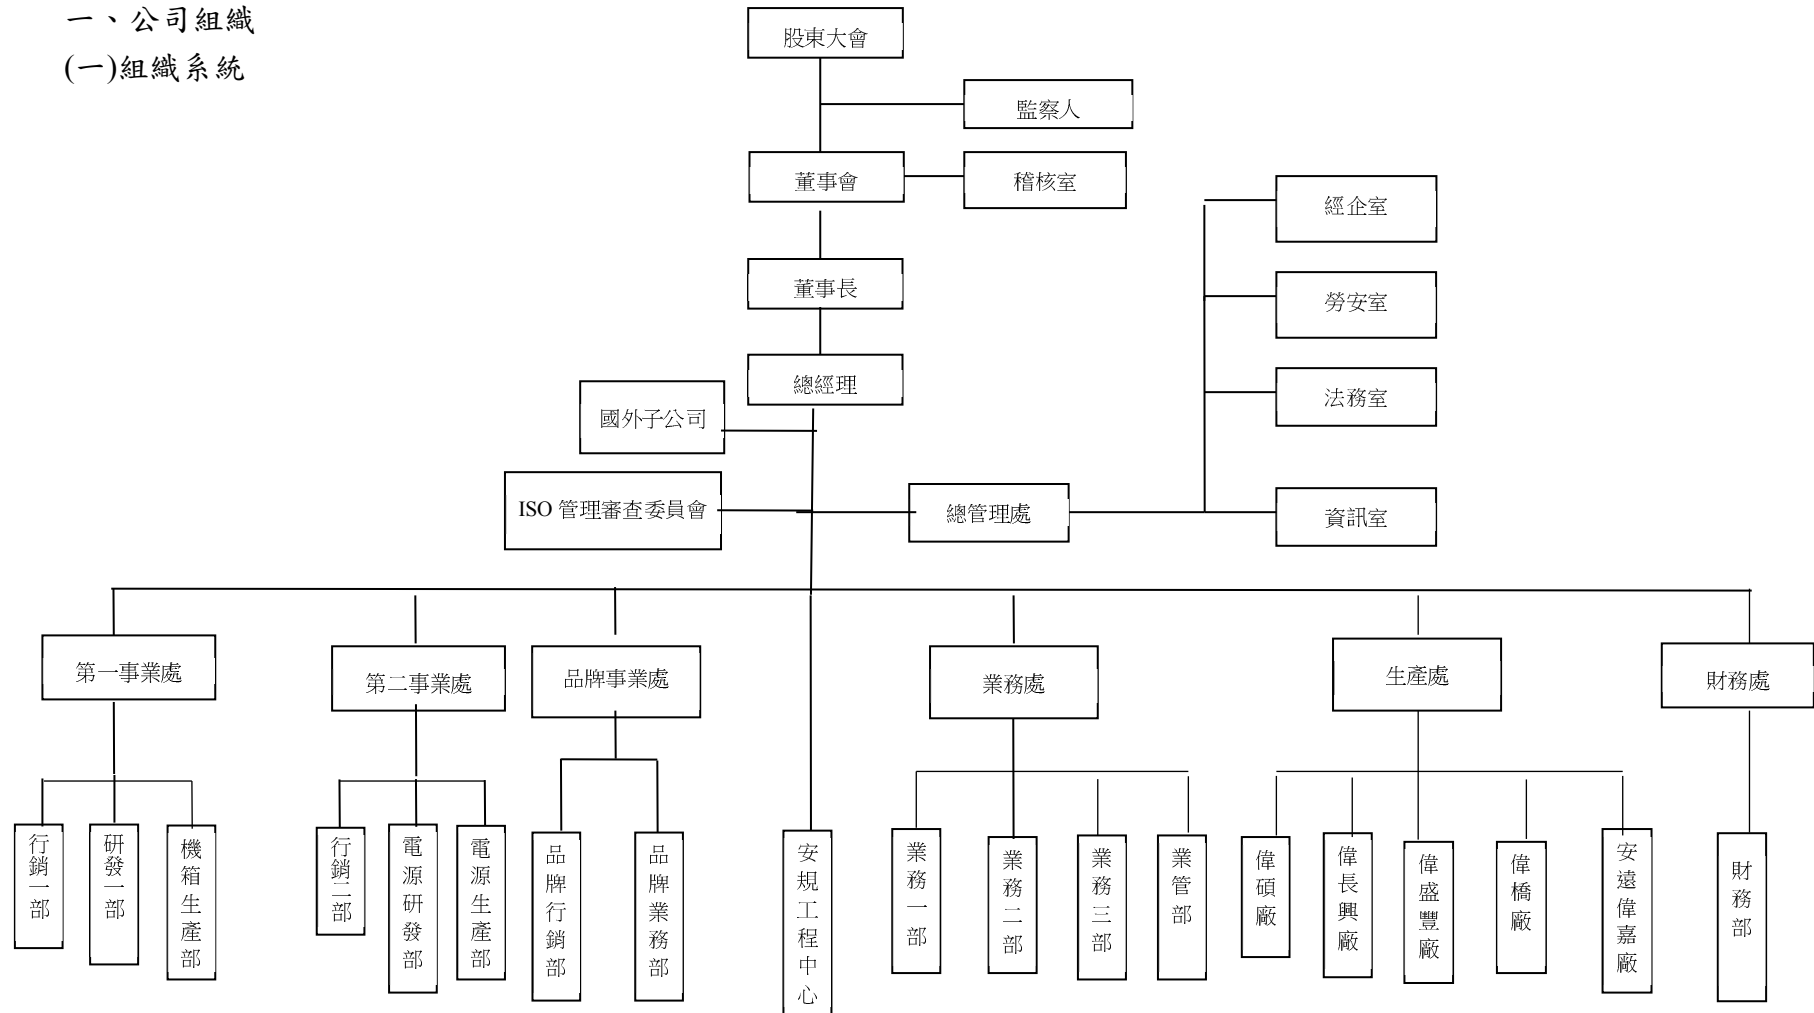 一、公司組織
(一)組織系統
股東大會
監察人
董事會
稽核室
董事長
總經理
國外子公司
ISO 管理審查委員會
總管理處
經企室
勞安室
法務室
資訊室
第一事業處
第二事業處
品牌事業處
業務處
生產處
財務處
行銷一部
研發一部
機箱生產部
行銷二部
電源研發部
電源生產部
品牌行銷部
品牌業務部
安規工程中心
業務一部
業務二部
業務三部
業管部
偉碩廠
偉長興廠
偉盛豐廠
偉橋廠
安遠偉嘉廠
財務部